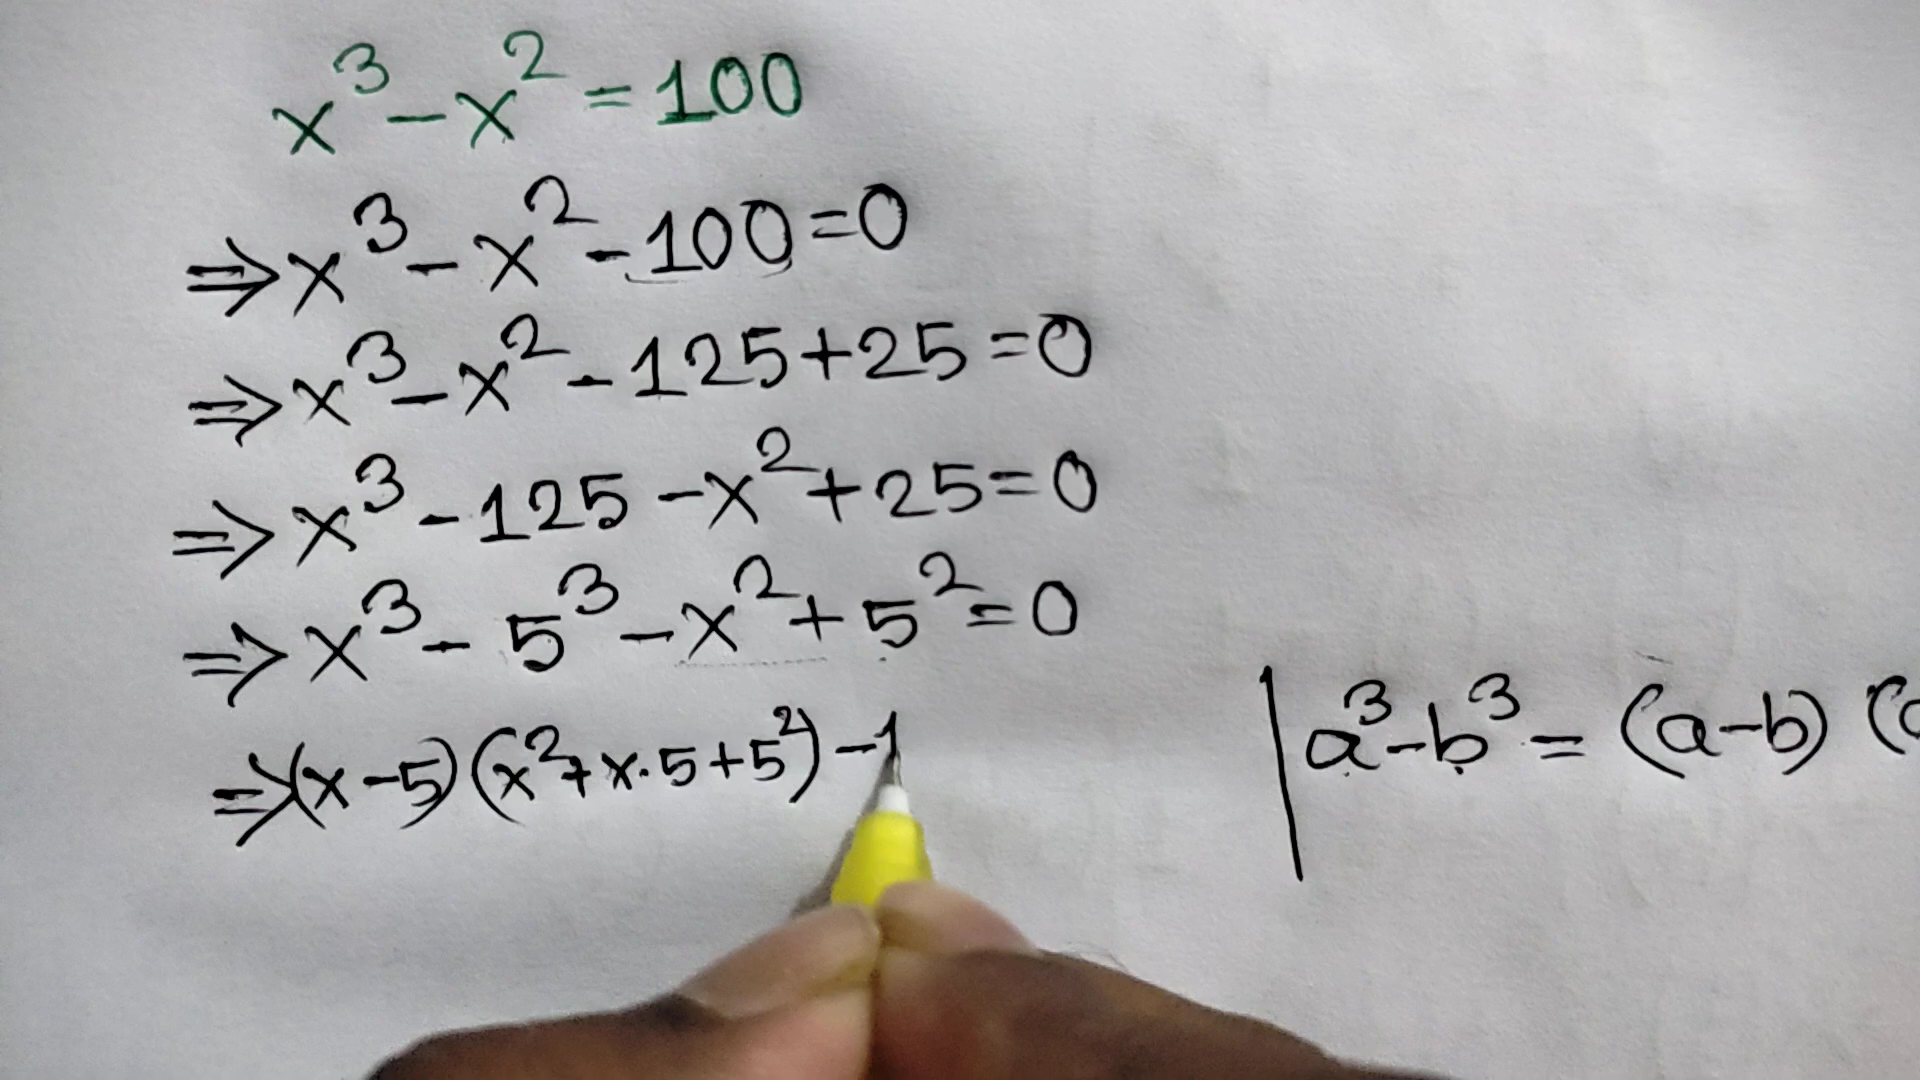 x³ - x² = 100
⇒ x³ - x² - 100 = 0
⇒ x³ - x² - 125 + 25 = 0
⇒ x³ - 125 - x² + 25 = 0
⇒ x³ - 5³ - x² + 5² = 0
⇒ (x - 5) (x² + x·5 + 5²) - 1
a³ - b³ = (a - b) (